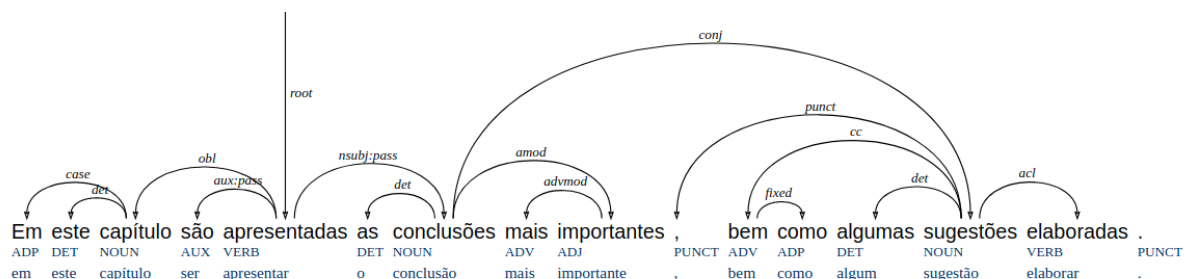 conj
root
punct
cc
obl nsubj:pass amod
case det aux:pass det advmod fixed det acl
Em este capítulo são apresentadas as conclusões mais importantes , bem como algumas sugestões elaboradas .
ADP DET NOUN AUX VERB DET NOUN ADV ADJ PUNCT ADV ADP DET NOUN VERB PUNCT
em este capítulo ser apresentar o conclusão mais importante , bem como algum sugestão elaborar .